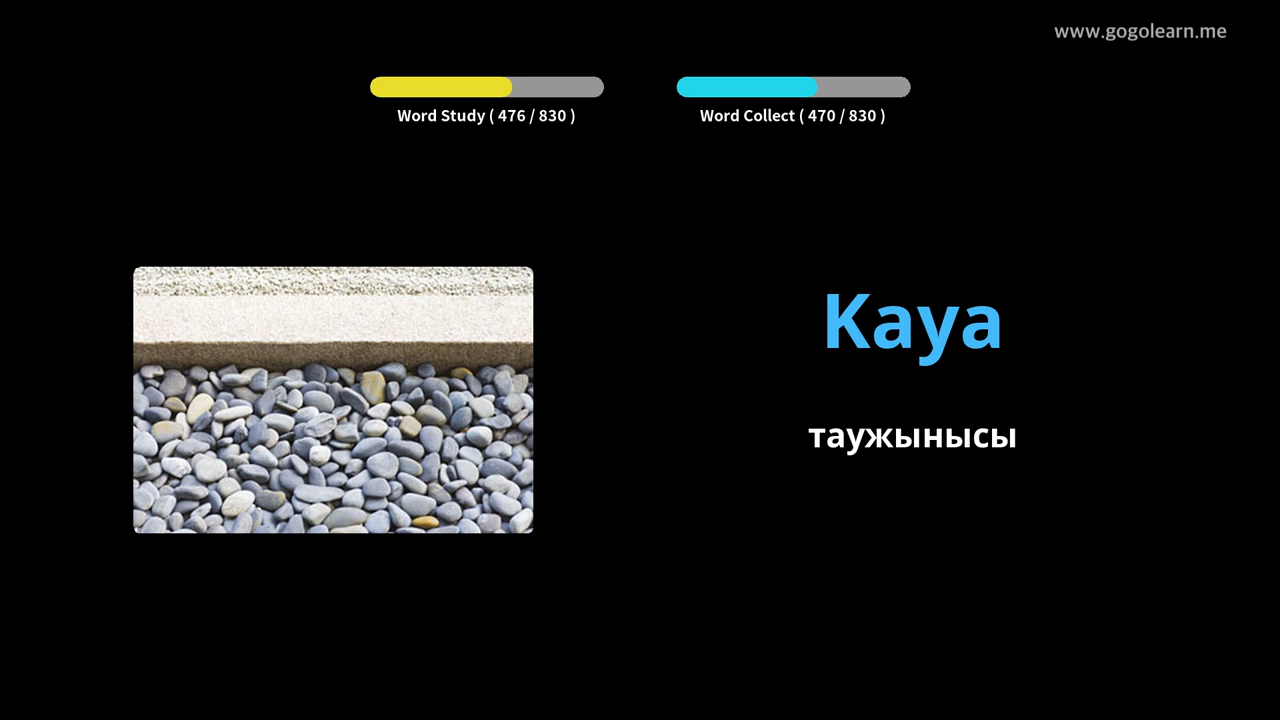 www.gogolearn.me
Word Study ( 476 / 830 )
Word Collect ( 470 / 830 )
Kaya
таужынысы